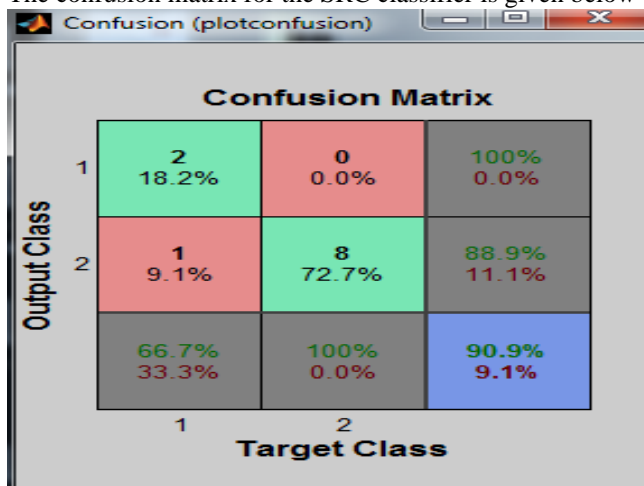 The confusion matrix for the SRC classifier is given below
Confusion (plotconfusion)
Confusion Matrix
Output Class
1
2 0 100%
18.2% 0.0% 0.0%
2
1 8 88.9%
9.1% 72.7% 11.1%
66.7% 100% 90.9%
33.3% 0.0% 9.1%
1 2
Target Class